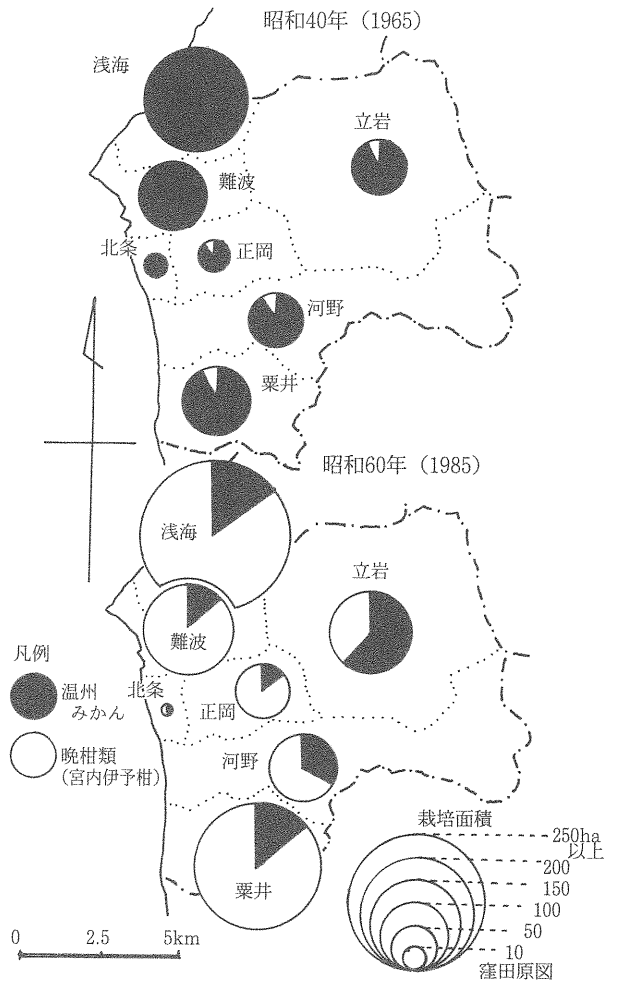 昭和40年（1965）
浅海
立岩
難波
北条
正岡
河野
粟井
昭和60年（1985）
浅海
立岩
難波
凡例
温州
みかん
晩柑類
（宮内伊予柑）
北条
正岡
河野
粟井
栽培面積
250ha
以上
200
150
100
50
10
0 2.5 5km
窪田原図